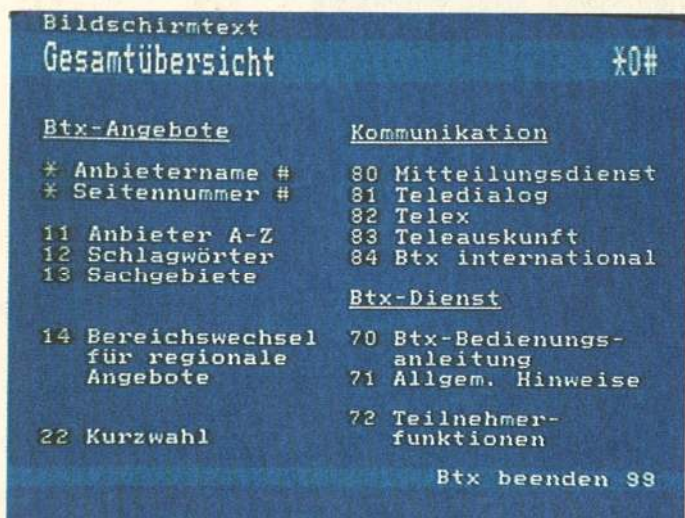 Bildschirmtext
Gesamtübersicht *0#
Btx-Angebote
* Anbietername #
* Seitennummer #
11 Anbieter A-Z
12 Schlagwörter
13 Sachgebiete
14 Bereichswechsel
für regionale
Angebote
22 Kurzwahl
Kommunikation
80 Mitteilungsdienst
81 Teledialog
82 Telex
83 Teleauskunft
84 Btx international
Btx-Dienst
70 Btx-Bedienungs-
anleitung
71 Allgem. Hinweise
72 Teilnehmer-
funktionen
Btx beenden 99